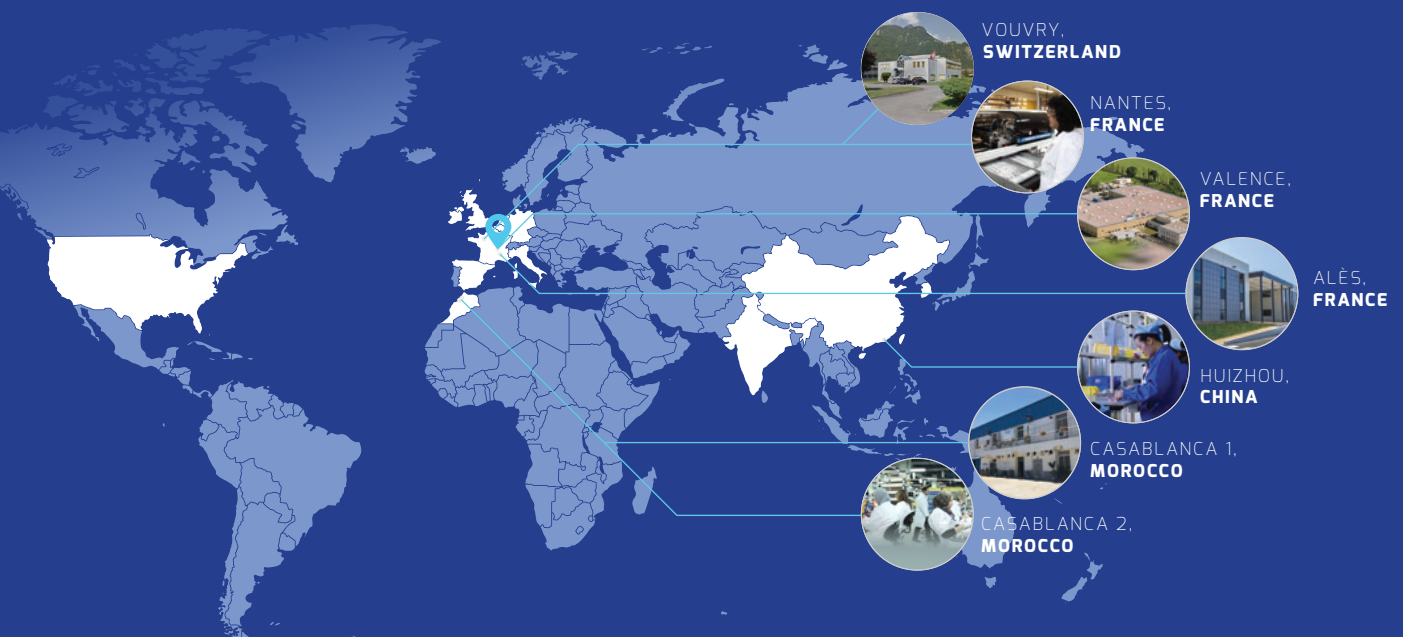 VOUVRY,
SWITZERLAND
NANTES,
FRANCE
VALENCE,
FRANCE
ALÈS,
FRANCE
HUIZHOU,
CHINA
CASABLANCA 1,
MOROCCO
CASABLANCA 2,
MOROCCO